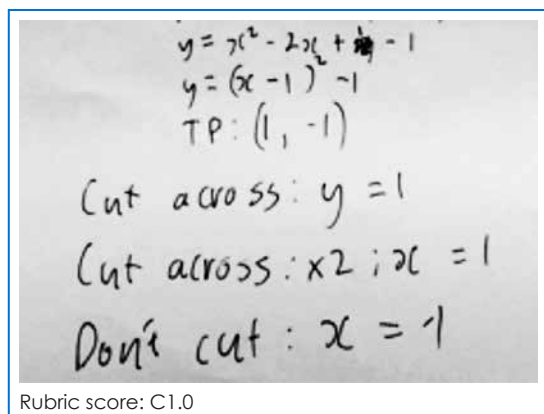 y = x² - 2x + - 1
y = (x - 1)² - 1
TP: (1, -1)
Cut across: y = 1
Cut across: x2; x = 1
Don't cut: x = -1
Rubric score: C1.0